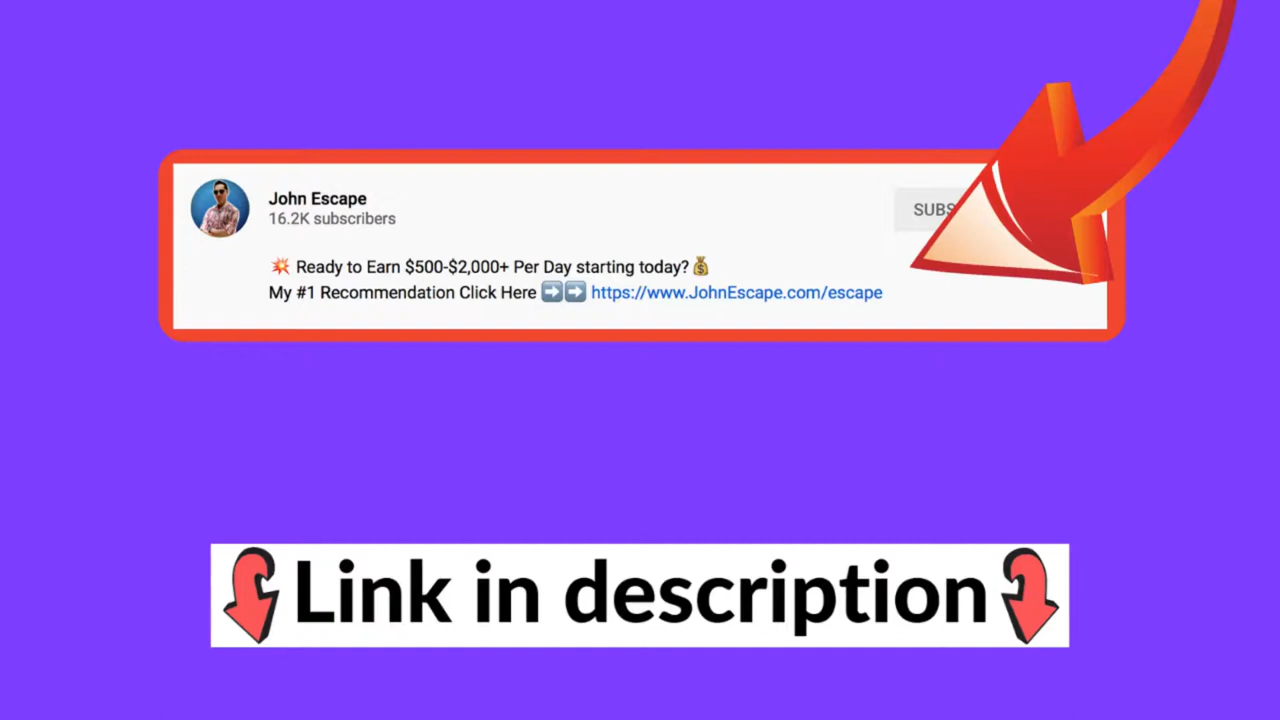 John Escape
16.2K subscribers
SUBS
💥 Ready to Earn $500-$2,000+ Per Day starting today?💰
My #1 Recommendation Click Here ➡️➡️ https://www.JohnEscape.com/escape
Link in description